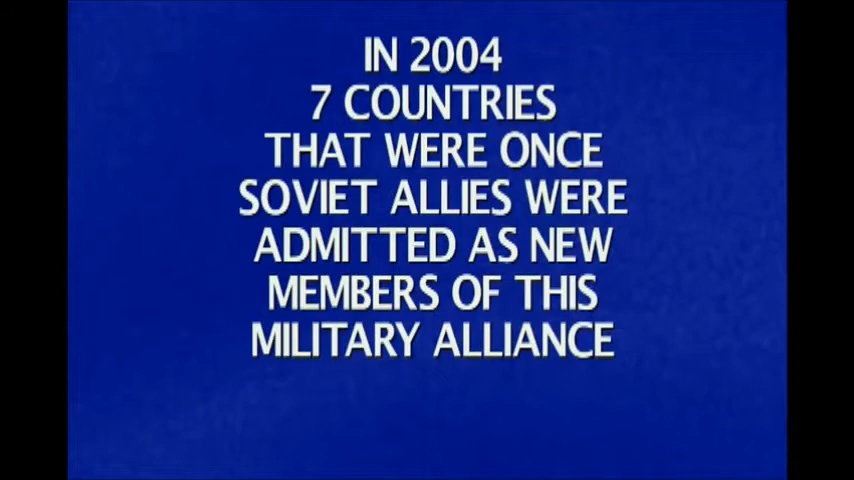 IN 2004
7 COUNTRIES
THAT WERE ONCE
SOVIET ALLIES WERE
ADMITTED AS NEW
MEMBERS OF THIS
MILITARY ALLIANCE